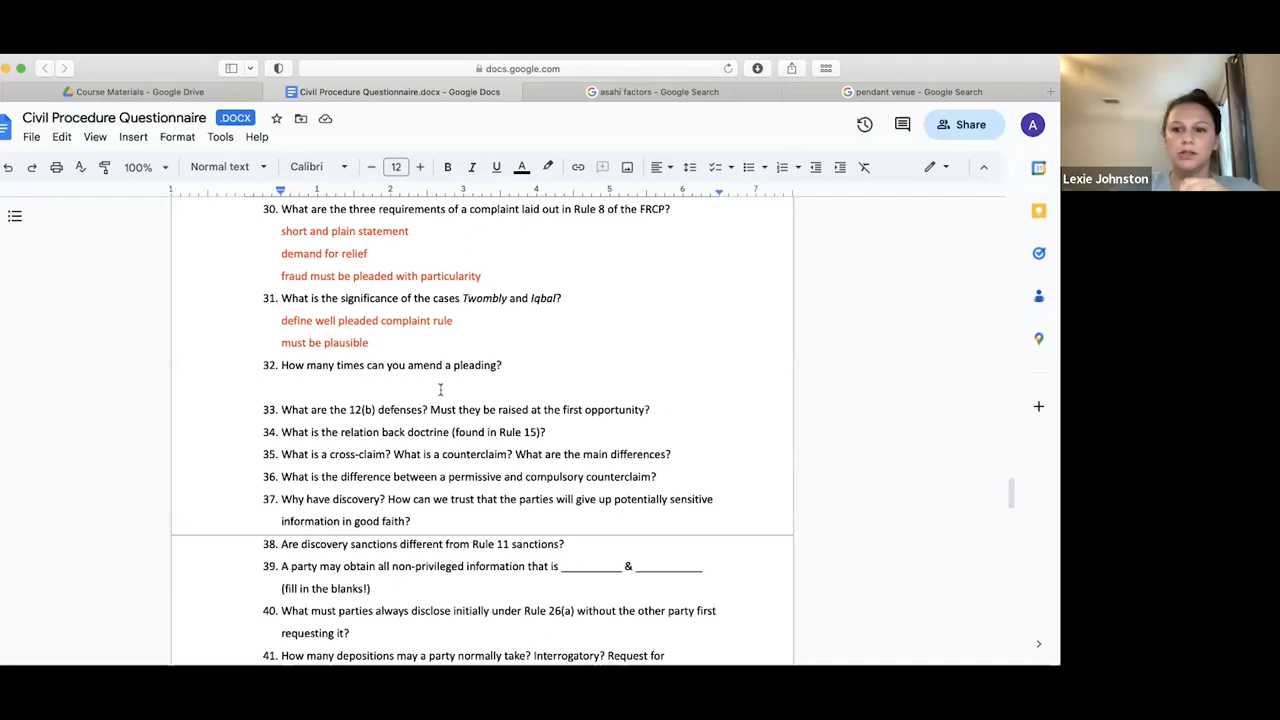 docs.google.com
Course Materials - Google Drive
Civil Procedure Questionnaire.docx - Google Docs
asahi factors - Google Search
pendant venue - Google Search
Civil Procedure Questionnaire .DOCX
File Edit View Insert Format Tools Help
Share
A
100% Normal text Calibri 12 B I U A
1 1 2 3 4 5 6 7
Lexie Johnston
30. What are the three requirements of a complaint laid out in Rule 8 of the FRCP?
short and plain statement
demand for relief
fraud must be pleaded with particularity
31. What is the significance of the cases Twombly and Iqbal?
define well pleaded complaint rule
must be plausible
32. How many times can you amend a pleading?
33. What are the 12(b) defenses? Must they be raised at the first opportunity?
34. What is the relation back doctrine (found in Rule 15)?
35. What is a cross-claim? What is a counterclaim? What are the main differences?
36. What is the difference between a permissive and compulsory counterclaim?
37. Why have discovery? How can we trust that the parties will give up potentially sensitive
information in good faith?
38. Are discovery sanctions different from Rule 11 sanctions?
39. A party may obtain all non-privileged information that is __________ & ___________
(fill in the blanks!)
40. What must parties always disclose initially under Rule 26(a) without the other party first
requesting it?
41. How many depositions may a party normally take? Interrogatory? Request for